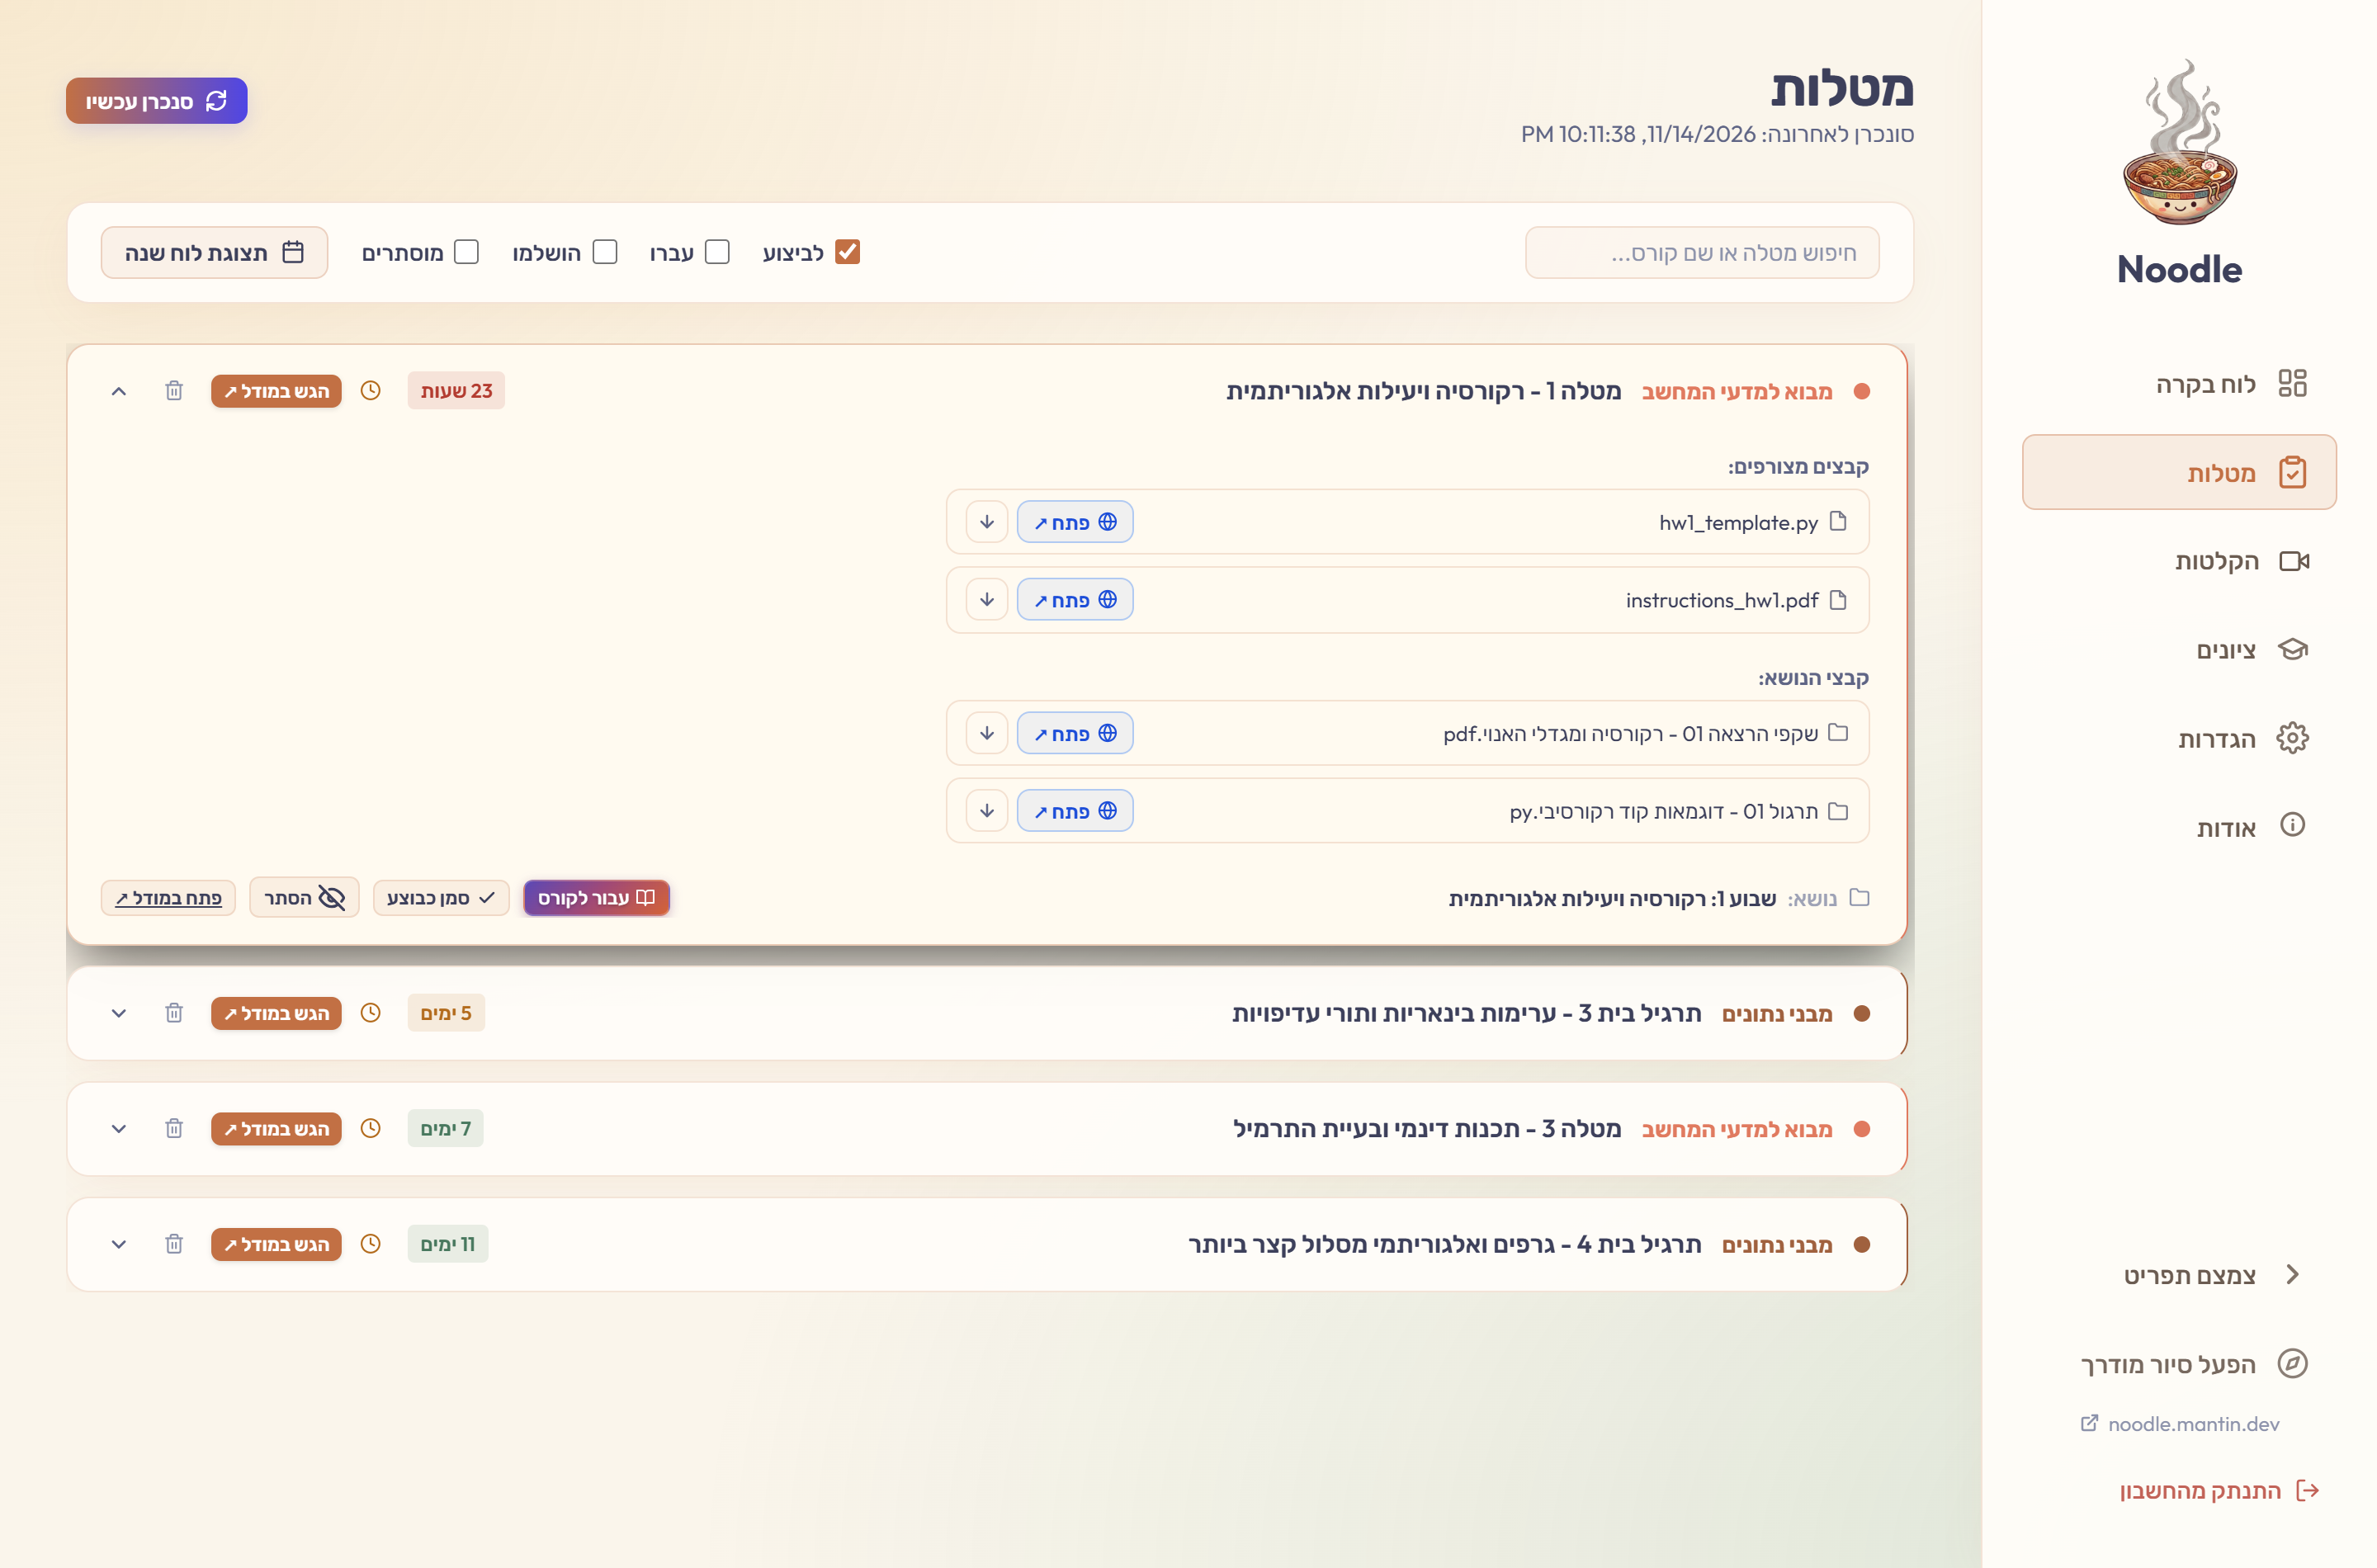 Noodle
לוח בקרה
מטלות
הקלטות
ציונים
הגדרות
אודות
צמצם תפריט
הפעל סיור מודרך
noodle.mantin.dev
התנתק מהחשבון
מטלות
סונכרן לאחרונה: 11/14/2026, 10:11:38 PM
סנכרן עכשיו
חיפוש מטלה או שם קורס...
לביצוע
עברו
הושלמו
מוסתרים
תצוגת לוח שנה
מבוא למדעי המחשב מטלה 1 - רקורסיה ויעילות אלגוריתמית 23 שעות הגש במודל ↗
קבצים מצורפים:
hw1_template.py פתח ↗
instructions_hw1.pdf פתח ↗
קבצי הנושא:
שקפי הרצאה 01 - רקורסיה ומגדלי האנוי.pdf פתח ↗
תרגול 01 - דוגמאות קוד רקורסיבי.py פתח ↗
נושא: שבוע 1: רקורסיה ויעילות אלגוריתמית עבור לקורס סמן כבוצע הסתר פתח במודל ↗
מבני נתונים תרגיל בית 3 - ערימות בינאריות ותורי עדיפויות 5 ימים הגש במודל ↗
מבוא למדעי המחשב מטלה 3 - תכנות דינמי ובעיית התרמיל 7 ימים הגש במודל ↗
מבני נתונים תרגיל בית 4 - גרפים ואלגוריתמי מסלול קצר ביותר 11 ימים הגש במודל ↗